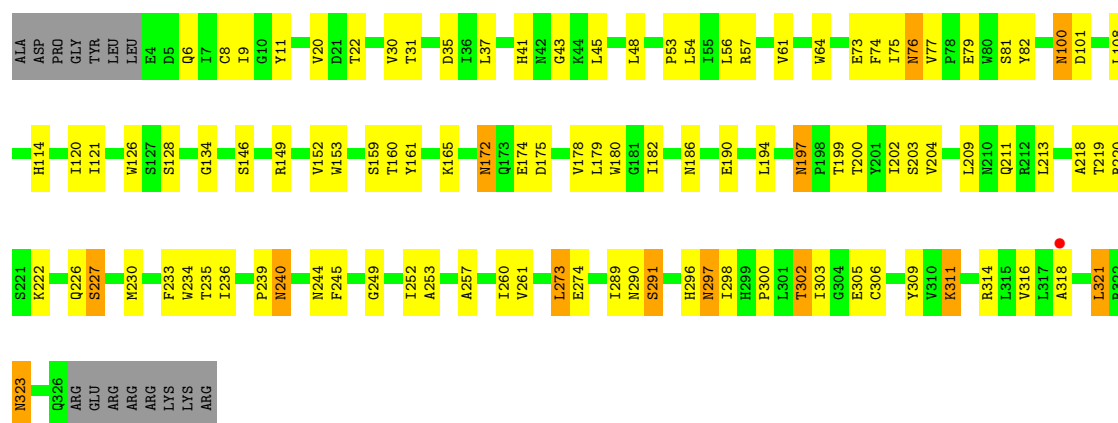 ALA ASP PRO GLY TYR LEU LEU E4 D5 Q6 I7 C8 I9 G10 Y11 V20 D21 T22 V30 T31 D35 I36 L37 H41 N42 G43 K44 L45 L48 P53 L54 I55 L56 R57 V61 W64 E73 F74 I75 N76 V77 P78 E79 W80 S81 Y82 N100 D101 L108
H114 I120 I121 W126 S127 S128 G134 S146 R149 V152 W153 S159 T160 Y161 K165 N172 Q173 E174 D175 V178 L179 W180 G181 I182 N186 E190 L194 N197 P198 T199 T200 Y201 I202 S203 V204 L209 N210 Q211 R212 L213 A218 T219
S221 K222 Q226 S227 M230 F233 W234 T235 I236 P239 N240 N244 F245 G249 I252 A253 A257 I260 V261 L273 E274 I289 N290 S291 H296 N297 I298 H299 P300 L301 T302 I303 G304 E305 C306 Y309 V310 K311 R314 L315 V316 L317 A318 L321
N323 Q326 ARG GLU ARG ARG ARG LYS LYS ARG